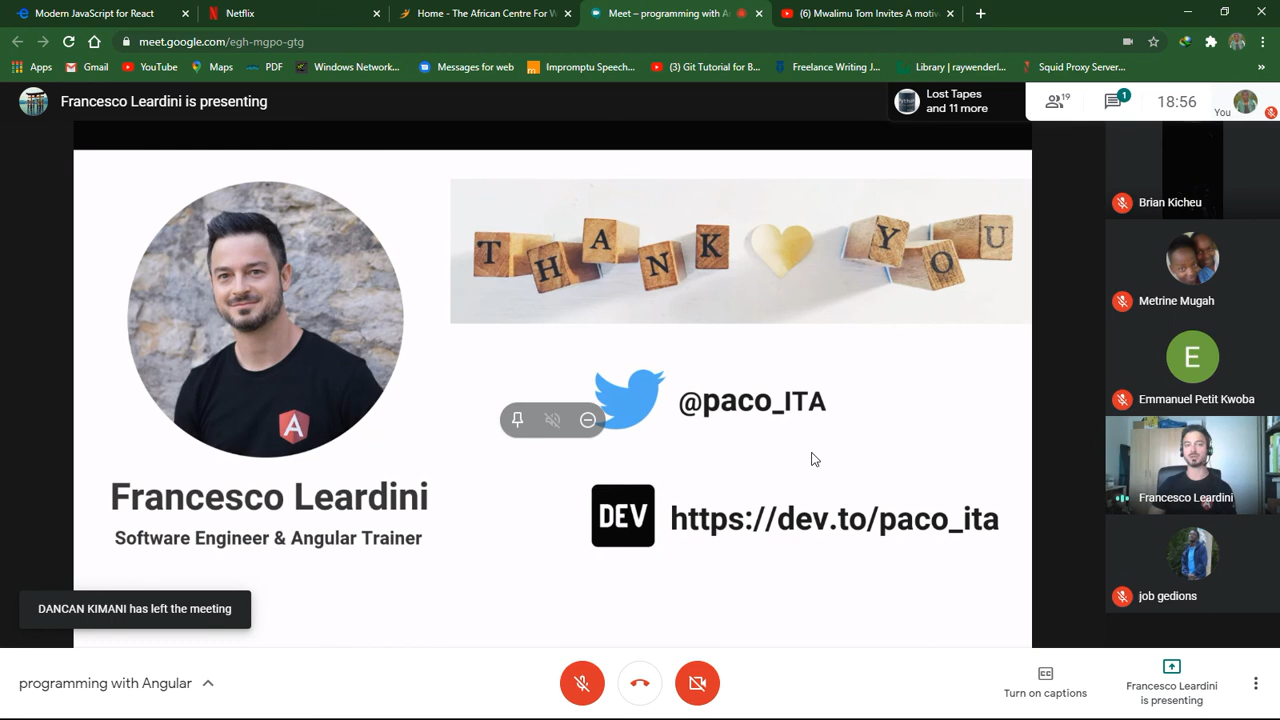 Modern JavaScript for React
Netflix
Home - The African Centre For W
Meet – programming with A
(6) Mwalimu Tom Invites A motiv
meet.google.com/egh-mgpo-gtg
Apps
Gmail
YouTube
Maps
PDF
Windows Network...
Messages for web
Impromptu Speech...
(3) Git Tutorial for B...
Freelance Writing J...
Library | raywenderl...
Squid Proxy Server...
Francesco Leardini is presenting
Lost Tapes
and 11 more
19
1
18:56
You
THANK YOU
@paco_ITA
DEV
https://dev.to/paco_ita
A
Francesco Leardini
Software Engineer & Angular Trainer
Brian Kicheu
Metrine Mugah
E
Emmanuel Petit Kwoba
Francesco Leardini
job gedions
DANCAN KIMANI has left the meeting
programming with Angular
Turn on captions
Francesco Leardini
is presenting